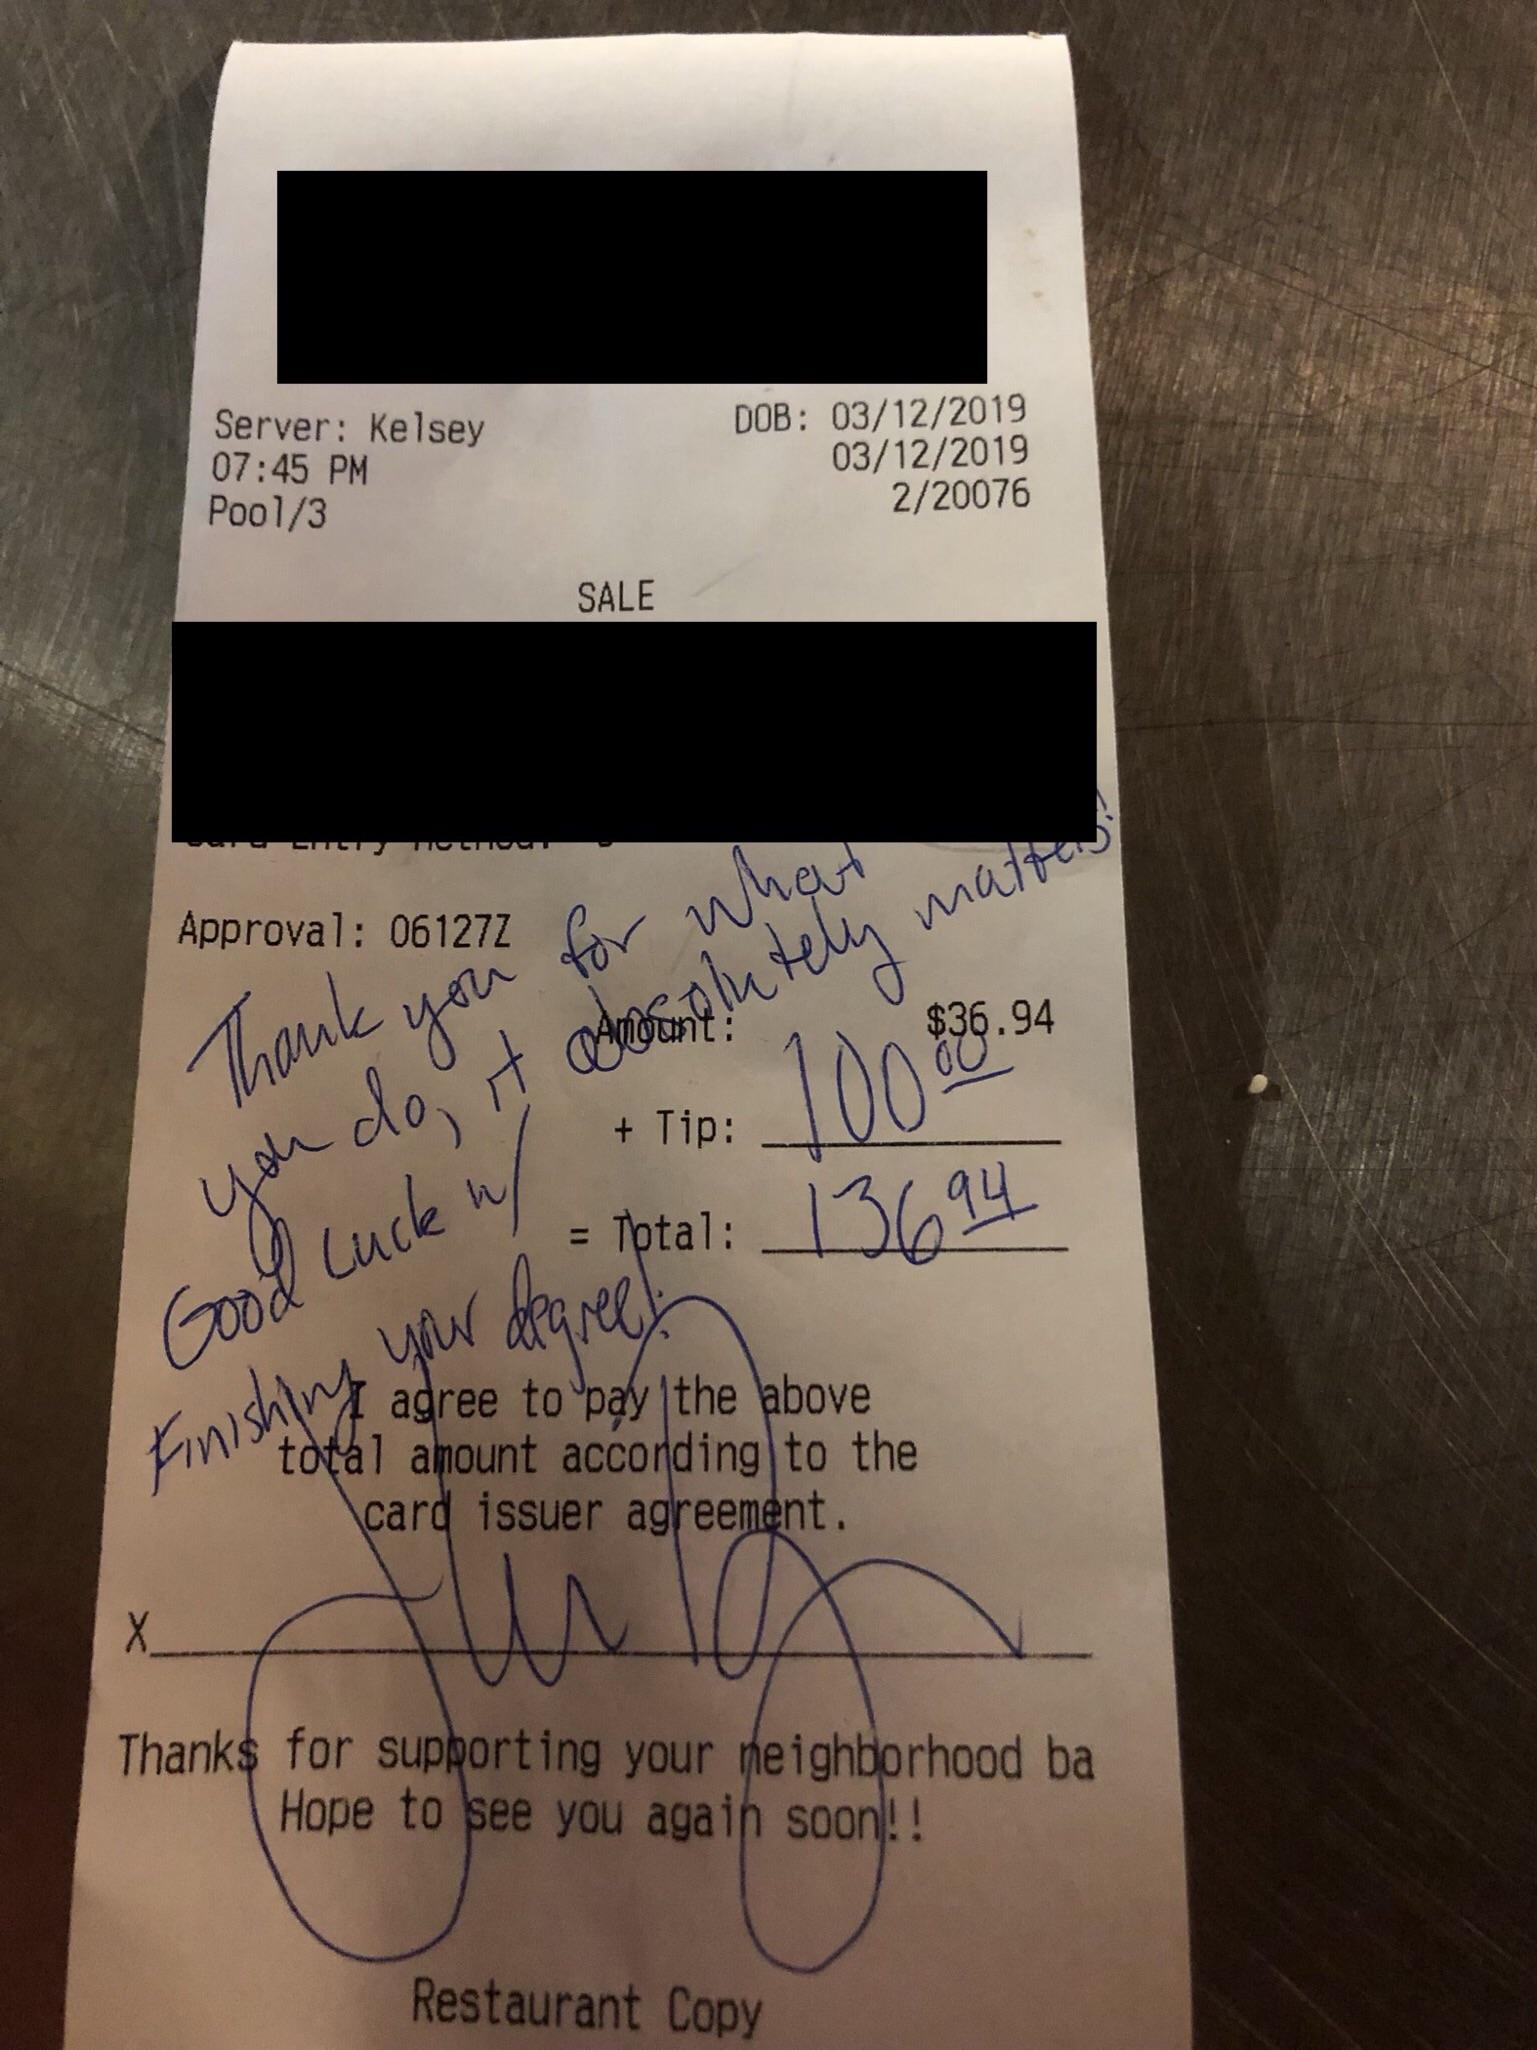 Server: Kelsey DOB: 03/12/2019
07:45 PM 03/12/2019
Pool/3 2/20076
SALE
Card Entry Method:
Approval: 06127Z
Thank you for what
you do, it absolutely matters!
Good Luck w/
Finishing your degree!
Amount: $36.94
+ Tip: 100.00
= Total: 136 94
I agree to pay the above
total amount according to the
card issuer agreement.
X
Thanks for supporting your neighborhood ba
Hope to see you again soon!!
Restaurant Copy